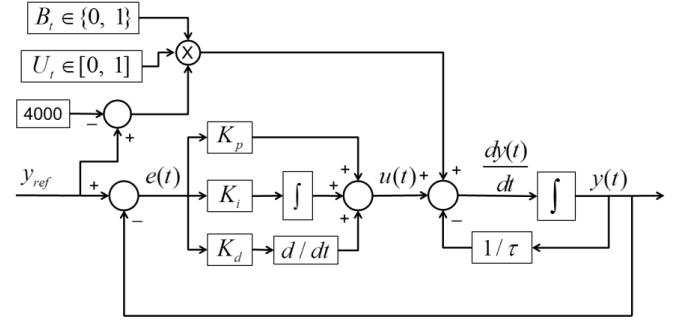 B_t ∈ {0, 1}
U_t ∈ [0, 1]
X
4000
−
+
y_ref
+
−
e(t)
K_p
K_i
∫
K_d
d / dt
+
+
+
u(t)
+
+
−
dy(t)
dt
∫
y(t)
1/τ